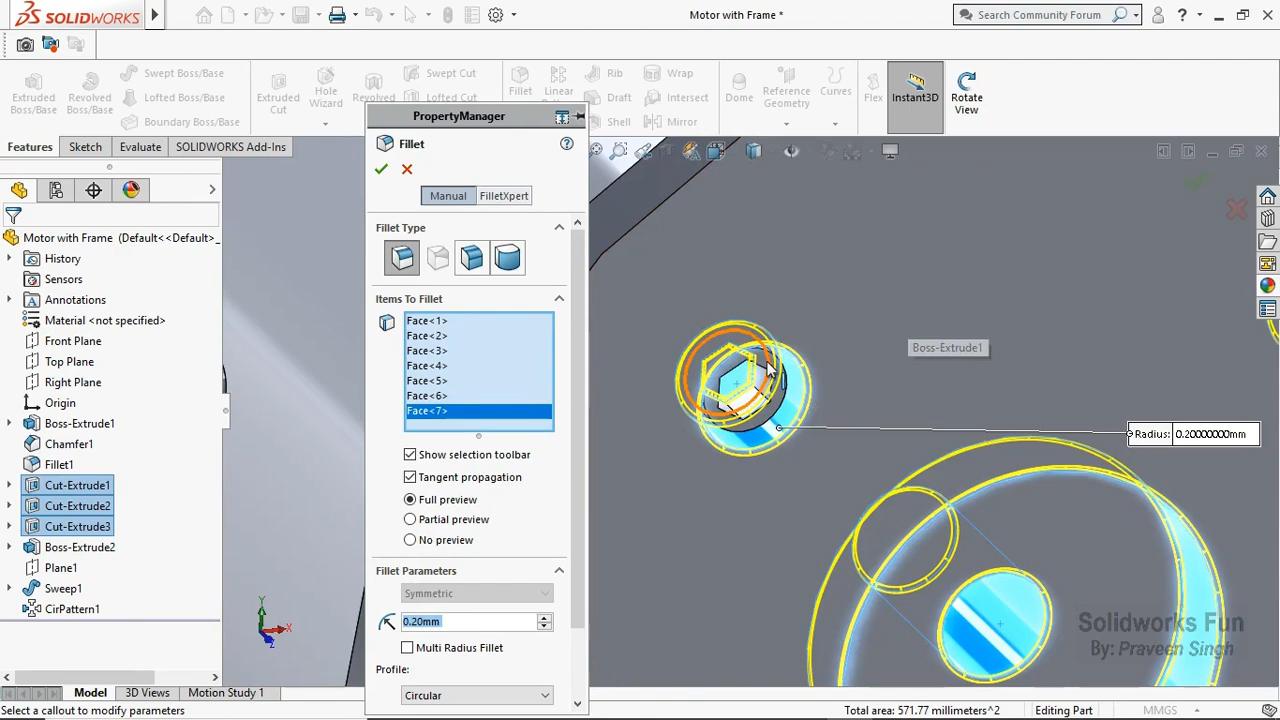 SOLIDWORKS
Motor with Frame *
Search Community Forum
?
Extruded Boss/Base
Revolved Boss/Base
Swept Boss/Base
Lofted Boss/Base
Boundary Boss/Base
Extruded Cut
Hole Wizard
Revolved
Swept Cut
Lofted Cut
Fillet
Linear
Rib
Draft
Shell
Wrap
Intersect
Mirror
Dome
Reference Geometry
Curves
Flex
Instant3D
Rotate View
Features
Sketch
Evaluate
SOLIDWORKS Add-Ins
Motor with Frame (Default<<Default>_
History
Sensors
Annotations
Material <not specified>
Front Plane
Top Plane
Right Plane
Origin
Boss-Extrude1
Chamfer1
Fillet1
Cut-Extrude1
Cut-Extrude2
Cut-Extrude3
Boss-Extrude2
Plane1
Sweep1
CirPattern1
PropertyManager
Fillet
?
Manual
FilletXpert
Fillet Type
Items To Fillet
Face<1>
Face<2>
Face<3>
Face<4>
Face<5>
Face<6>
Face<7>
Show selection toolbar
Tangent propagation
Full preview
Partial preview
No preview
Fillet Parameters
Symmetric
0.20mm
Multi Radius Fillet
Profile:
Circular
Boss-Extrude1
Radius: 0.20000000mm
Y
X
Z
Solidworks Fun
By: Praveen Singh
Model
3D Views
Motion Study 1
Select a callout to modify parameters
Total area: 571.77 millimeters^2
Editing Part
MMGS